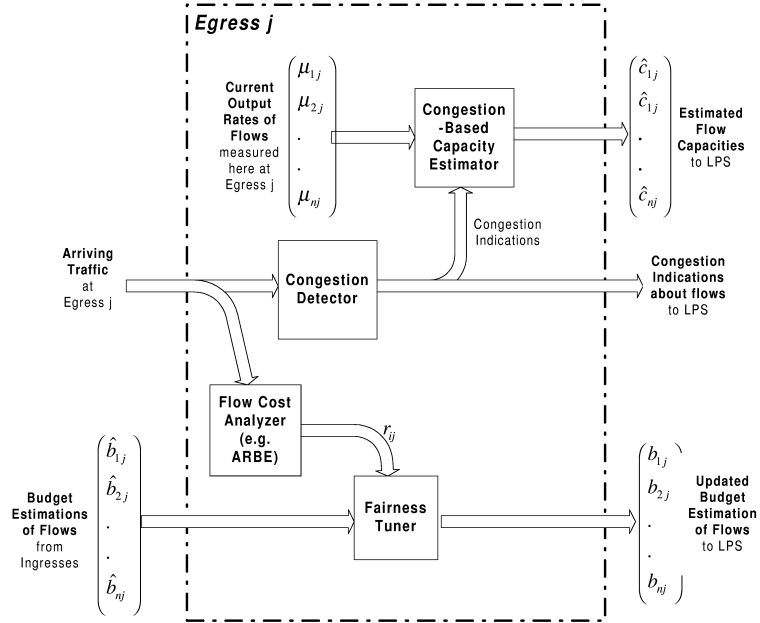 Egress j
Current
Output
Rates of
Flows
measured
here at
Egress j
μ1j
μ2j
.
.
μnj
Congestion
-Based
Capacity
Estimator
ĉ1j
ĉ1j
.
.
ĉnj
Estimated
Flow
Capacities
to LPS
Congestion
Indications
Arriving
Traffic
at
Egress j
Congestion
Detector
Congestion
Indications
about flows
to LPS
Flow Cost
Analyzer
(e.g.
ARBE)
rij
Budget
Estimations
of Flows
from
Ingresses
b̂1j
b̂2j
.
.
b̂nj
Fairness
Tuner
b1j
b2j
.
.
bnj
Updated
Budget
Estimation
of Flows
to LPS